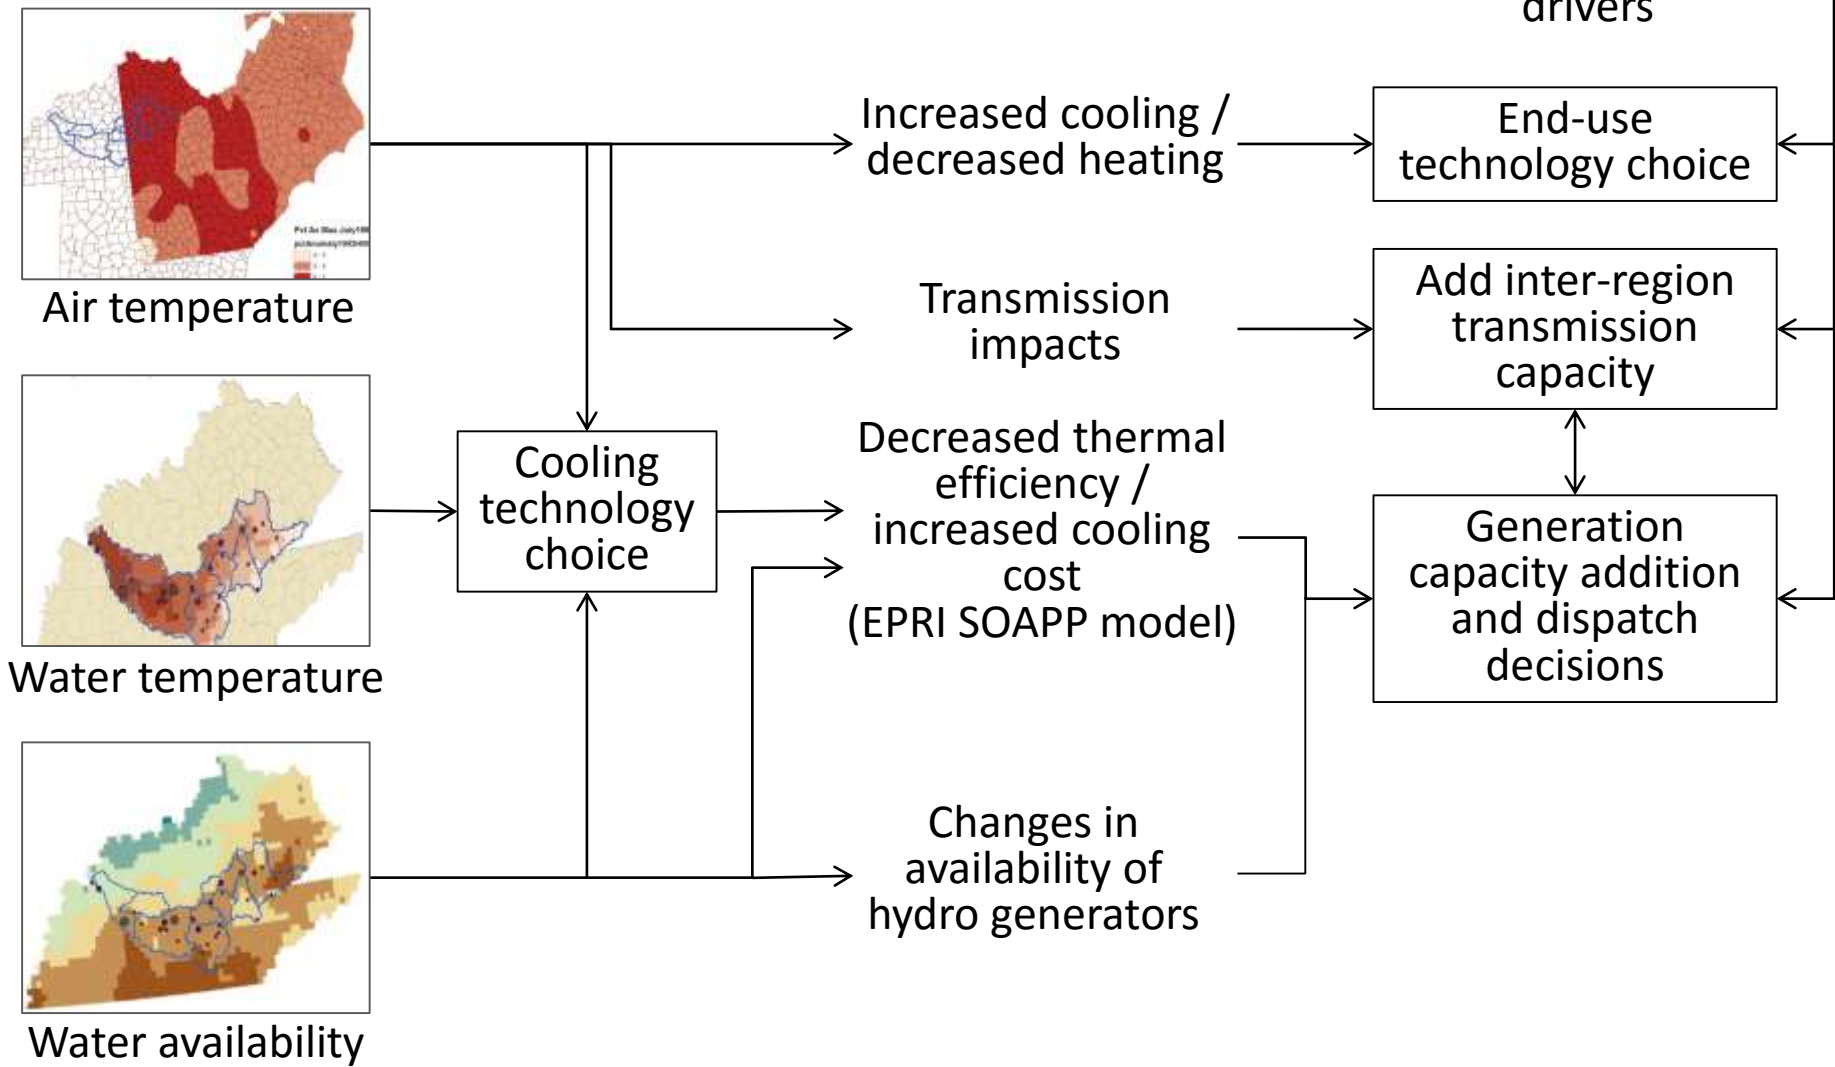 drivers
Increased cooling /
decreased heating
End-use
technology choice
Air temperature
Transmission
impacts
Add inter-region
transmission
capacity
Cooling
technology
choice
Decreased thermal
efficiency /
increased cooling
cost
(EPRI SOAPP model)
Generation
capacity addition
and dispatch
decisions
Water temperature
Changes in
availability of
hydro generators
Water availability